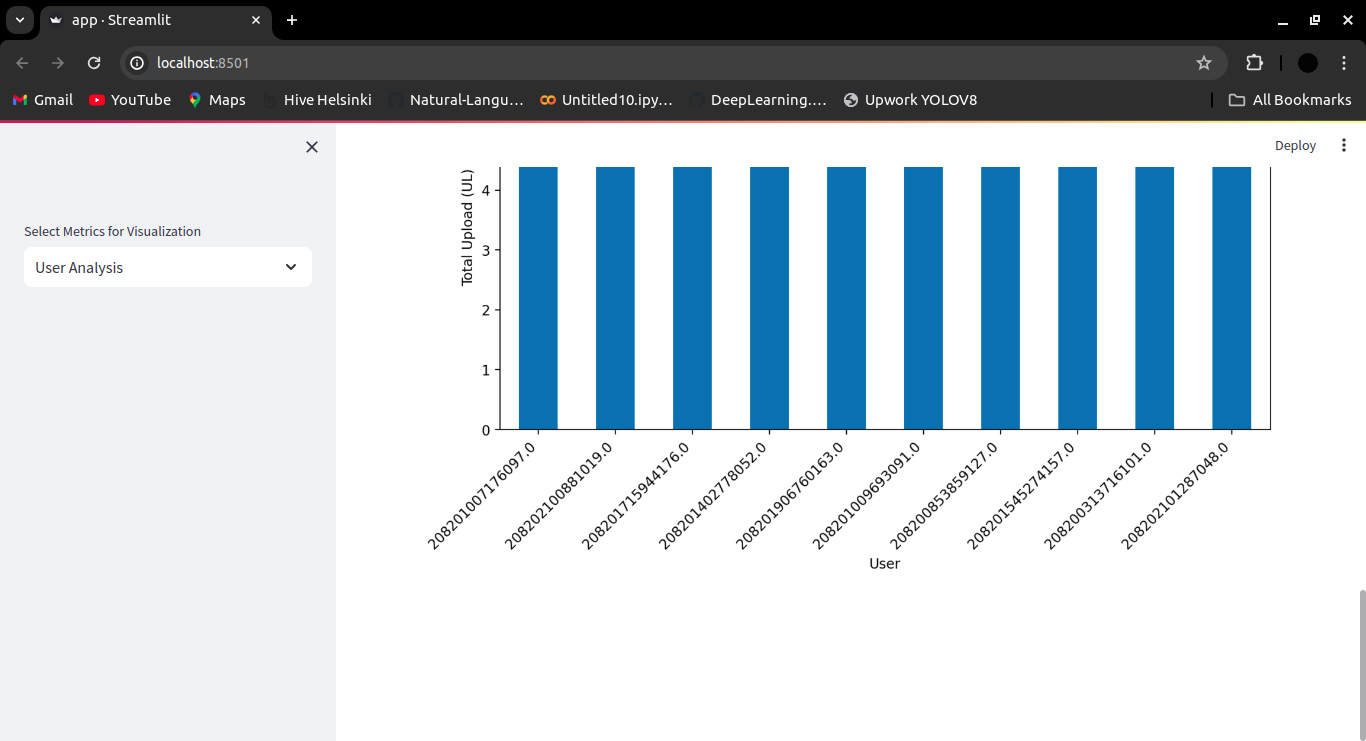 app · Streamlit
localhost:8501
Gmail YouTube Maps Hive Helsinki Natural-Langu... Untitled10.ipy... DeepLearning.... Upwork YOLOV8 All Bookmarks
Deploy
Select Metrics for Visualization
User Analysis
Total Upload (UL)
4
3
2
1
0
208201007176097.0
208202100881019.0
208201715944176.0
208201402778052.0
208201906760163.0
208201009693091.0
208200853859127.0
208201545274157.0
208200313716101.0
208202101287048.0
User